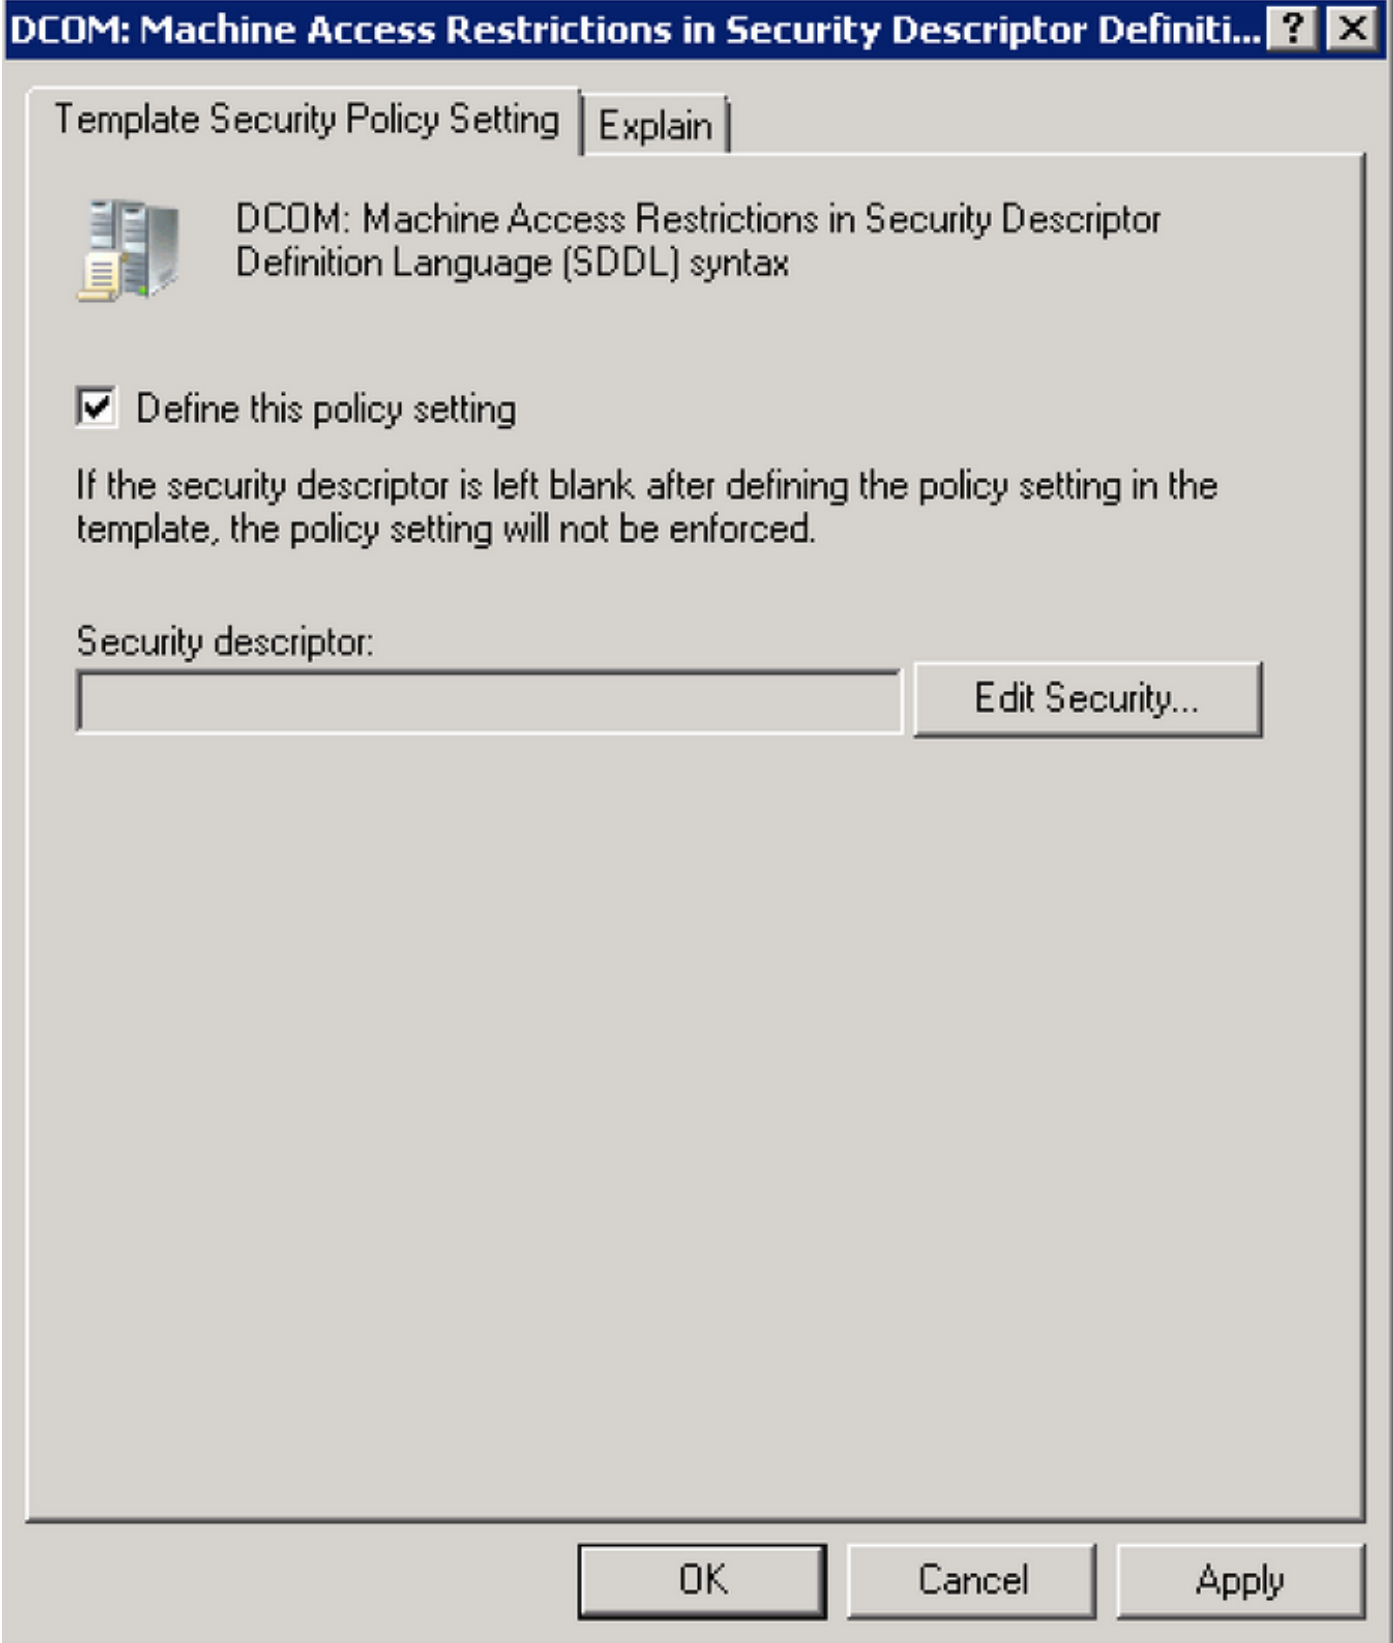 DCOM: Machine Access Restrictions in Security Descriptor Definiti...
Template Security Policy Setting
Explain
DCOM: Machine Access Restrictions in Security Descriptor
Definition Language (SDDL) syntax
Define this policy setting
If the security descriptor is left blank after defining the policy setting in the
template, the policy setting will not be enforced.
Security descriptor:
Edit Security...
OK
Cancel
Apply